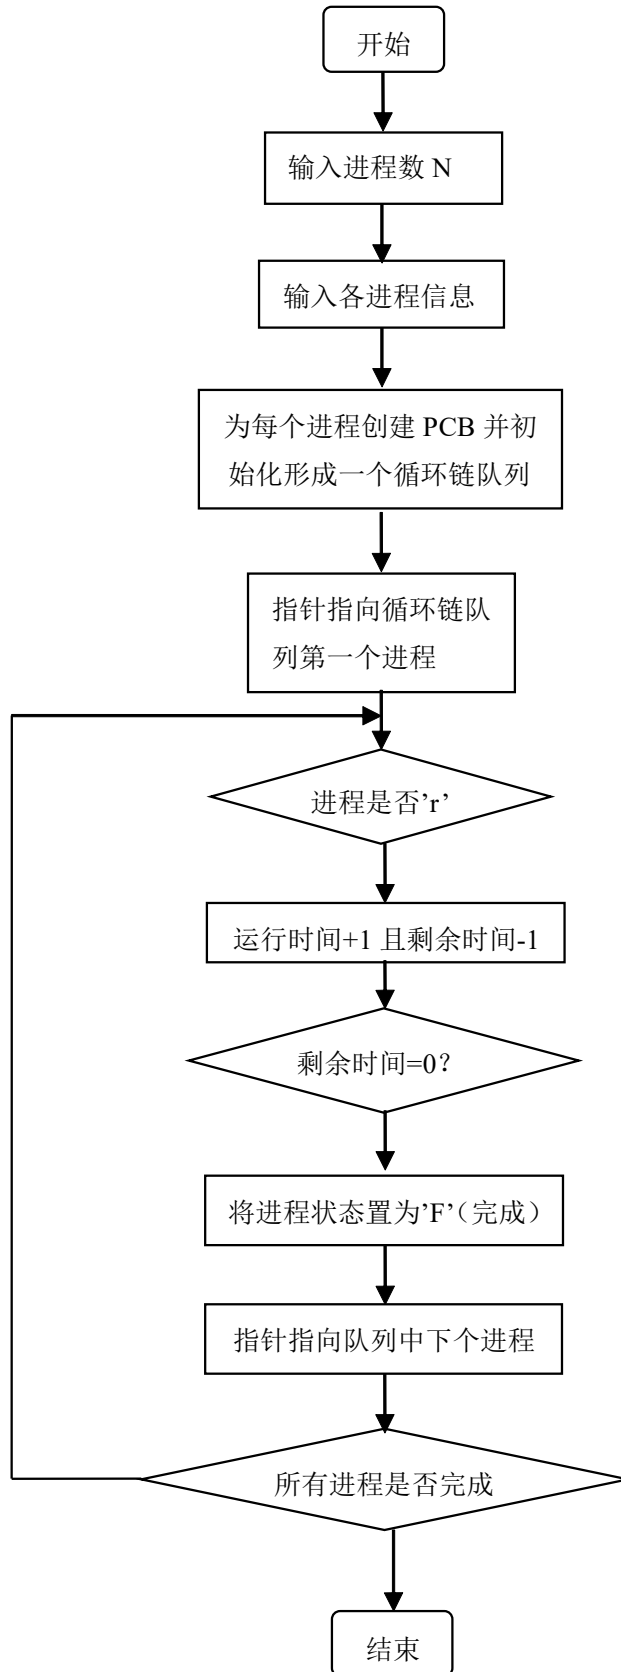 开始
输入进程数 N
输入各进程信息
为每个进程创建 PCB 并初
始化形成一个循环链队列
指针指向循环链队
列第一个进程
进程是否’r’
运行时间+1 且剩余时间-1
剩余时间=0？
将进程状态置为’F’（完成）
指针指向队列中下个进程
所有进程是否完成
结束